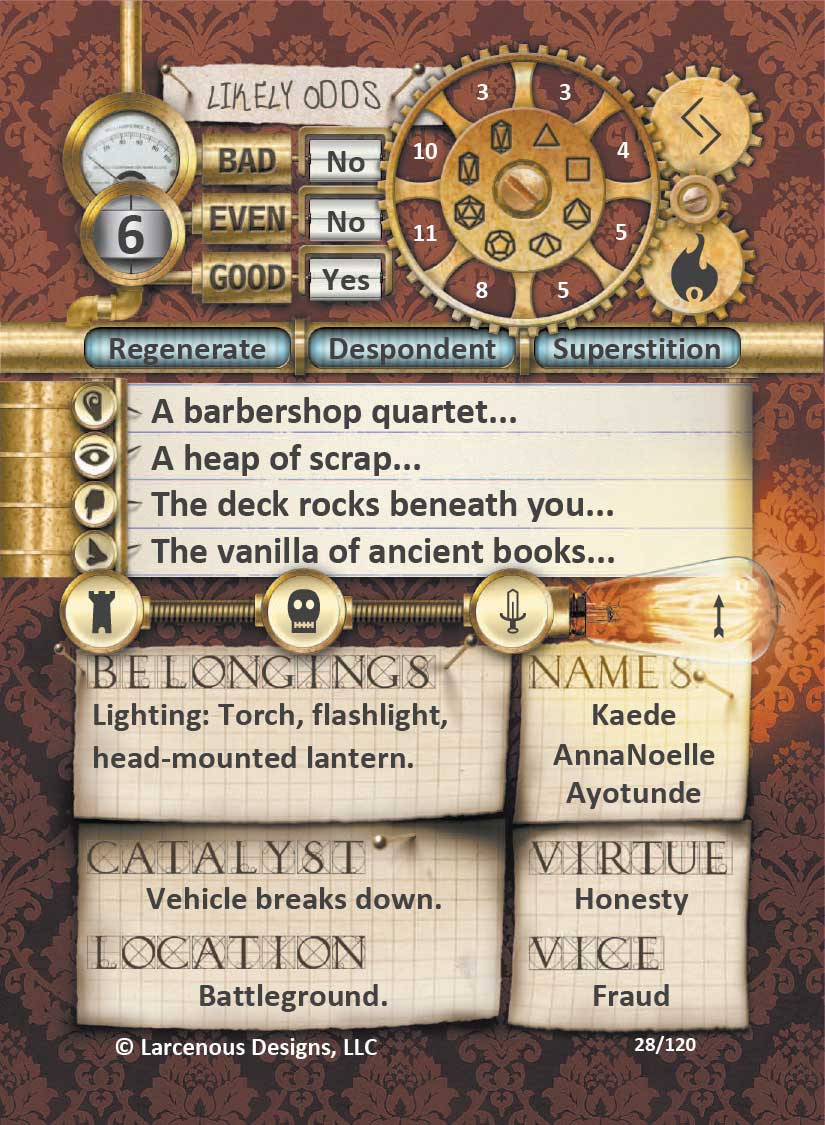 LIKELY ODDS
BAD No
EVEN No
GOOD Yes
6
3 3
10 4
11 5
8 5
Regenerate Despondent Superstition
A barbershop quartet...
A heap of scrap...
The deck rocks beneath you...
The vanilla of ancient books...
BELONGINGS
Lighting: Torch, flashlight,
head-mounted lantern.
NAMES
Kaede
AnnaNoelle
Ayotunde
CATALYST
Vehicle breaks down.
LOCATION
Battleground.
VIRTUE
Honesty
VICE
Fraud
© Larcenous Designs, LLC
28/120